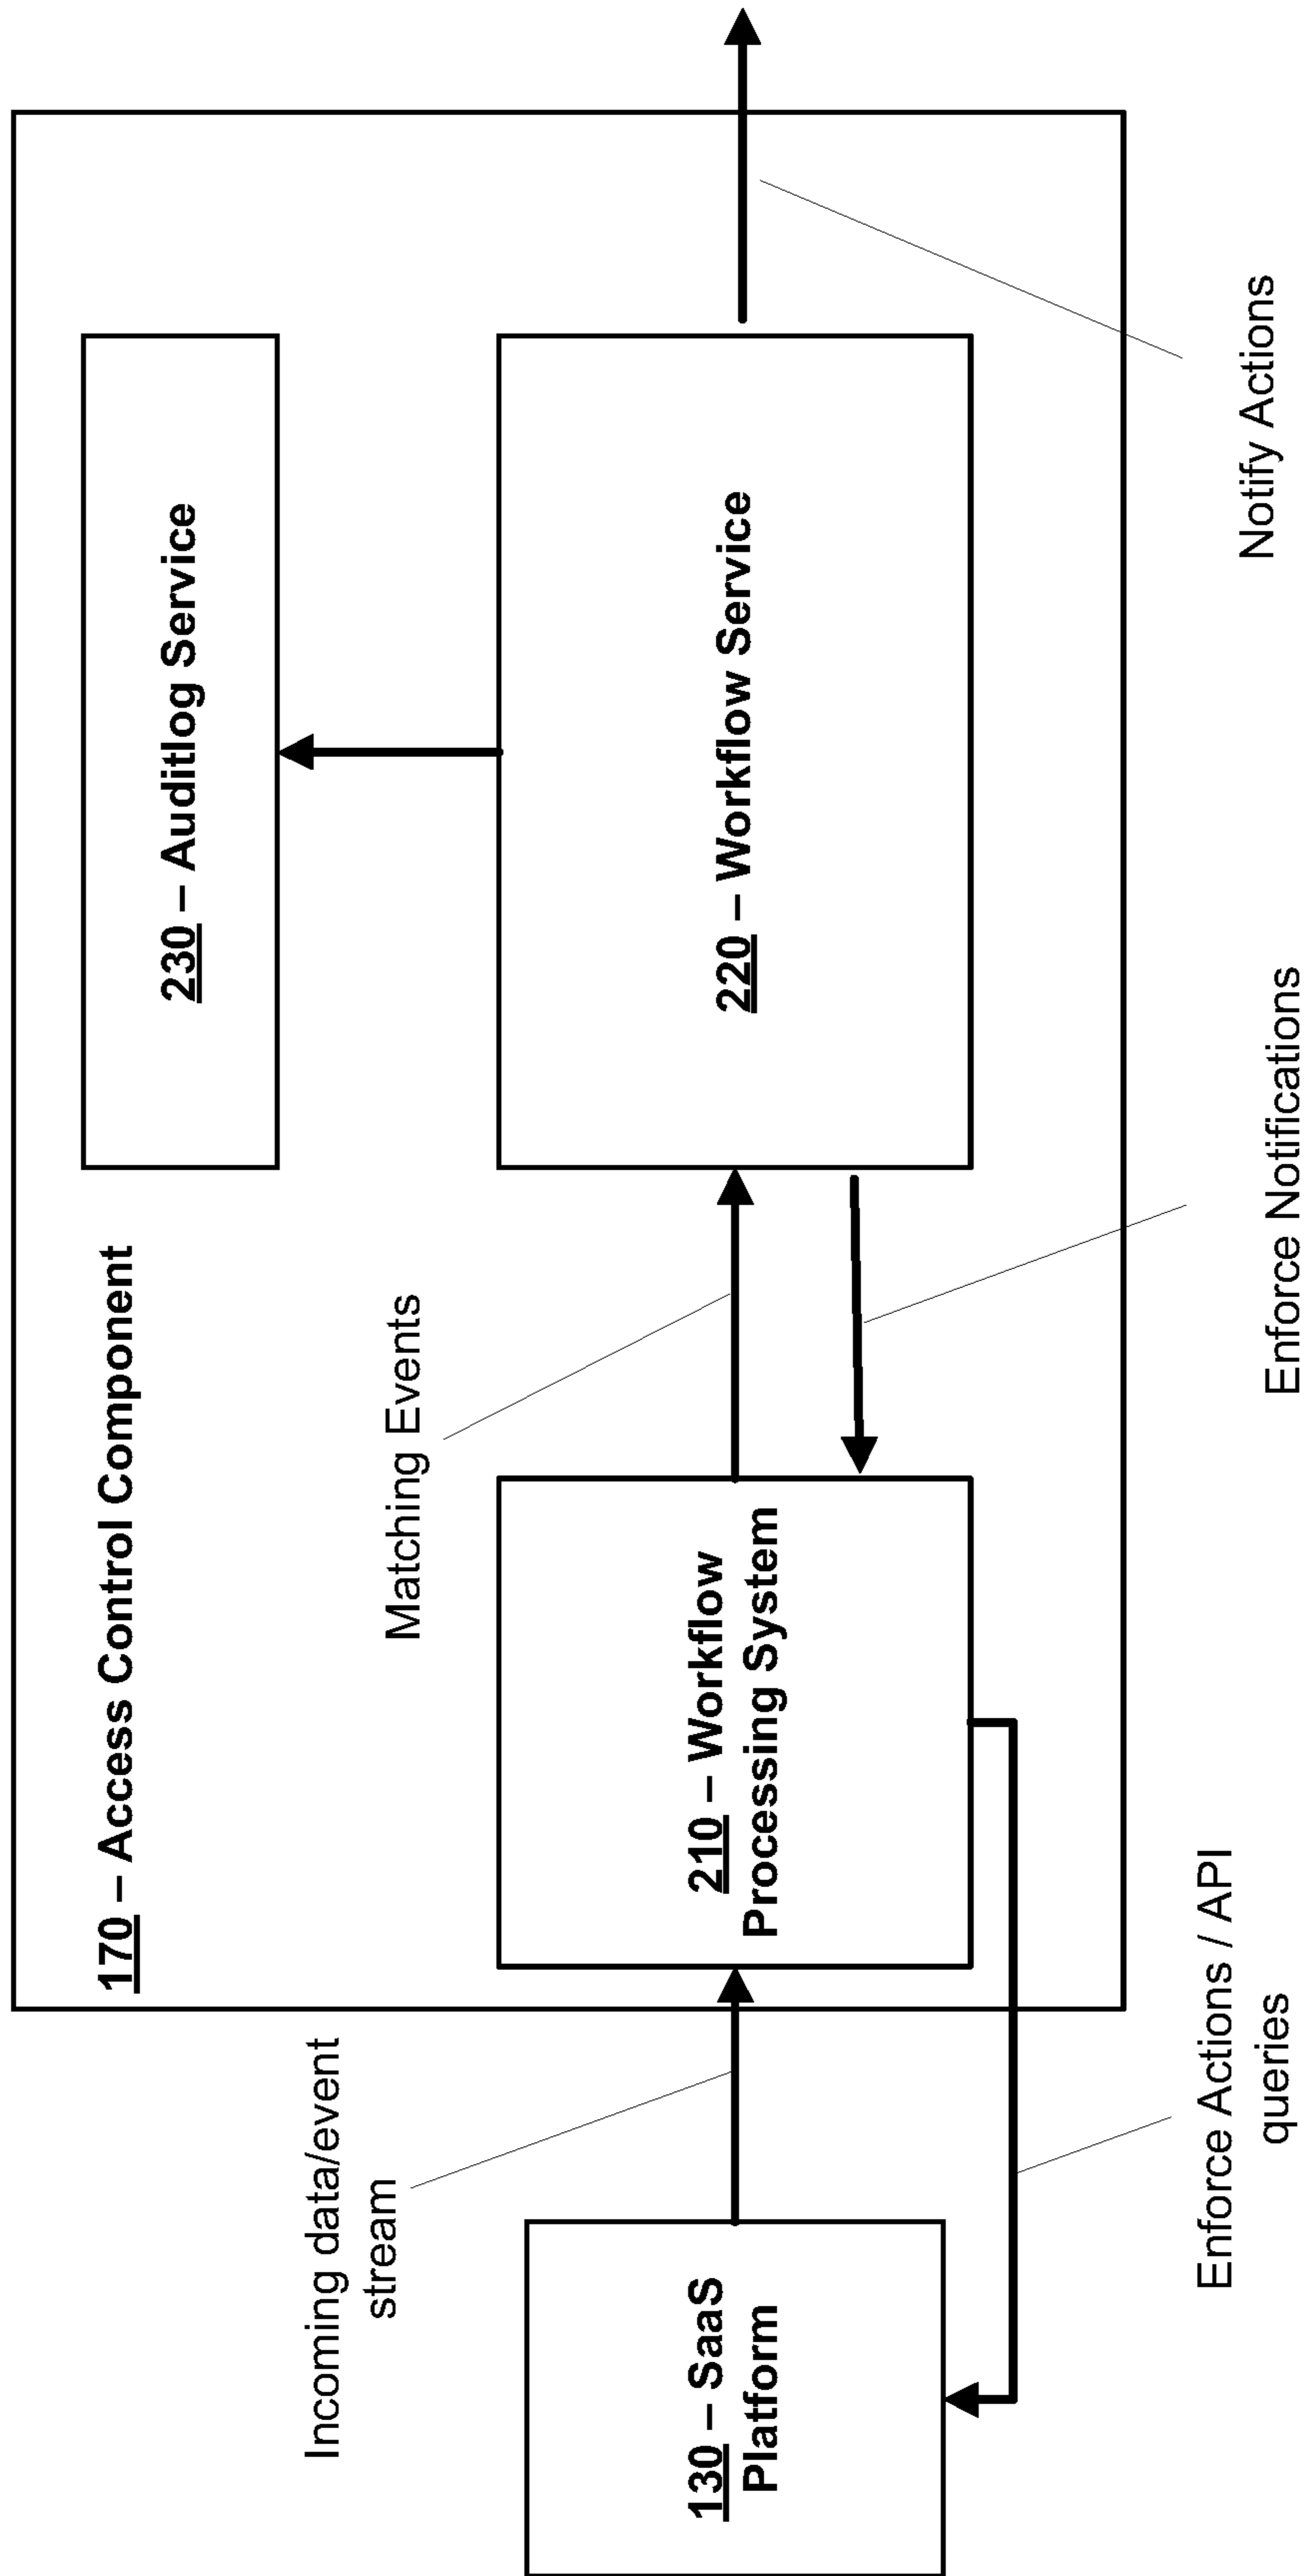 170 – Access Control Component
230 – Auditlog Service
Incoming data/event
stream
Matching Events
130 – SaaS
Platform
210 – Workflow
Processing System
220 – Workflow Service
Enforce Actions / API
queries
Enforce Notifications
Notify Actions